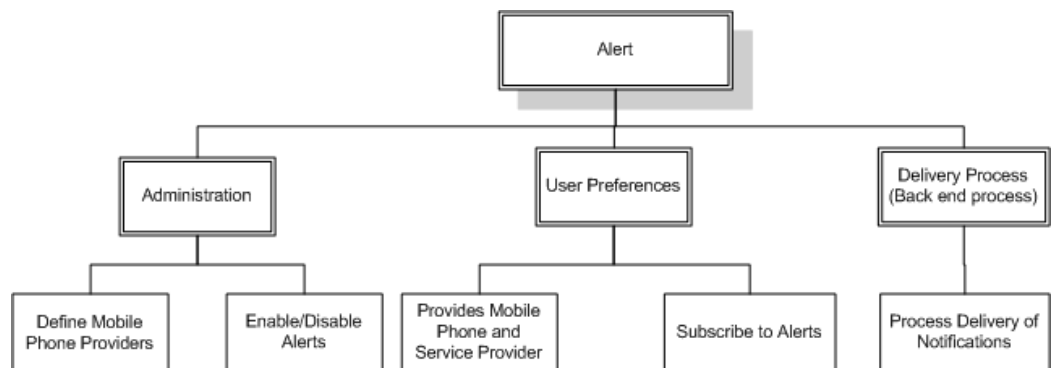 Alert
Administration
User Preferences
Delivery Process
(Back end process)
Define Mobile
Phone Providers
Enable/Disable
Alerts
Provides Mobile
Phone and
Service Provider
Subscribe to Alerts
Process Delivery of
Notifications